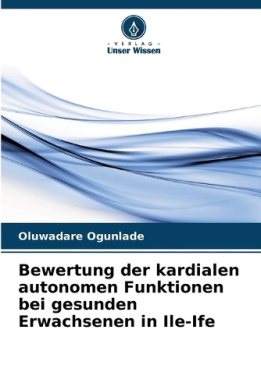 VERLAG
Unser Wissen
Oluwadare Ogunlade
Bewertung der kardialen
autonomen Funktionen
bei gesunden
Erwachsenen in Ile-Ife